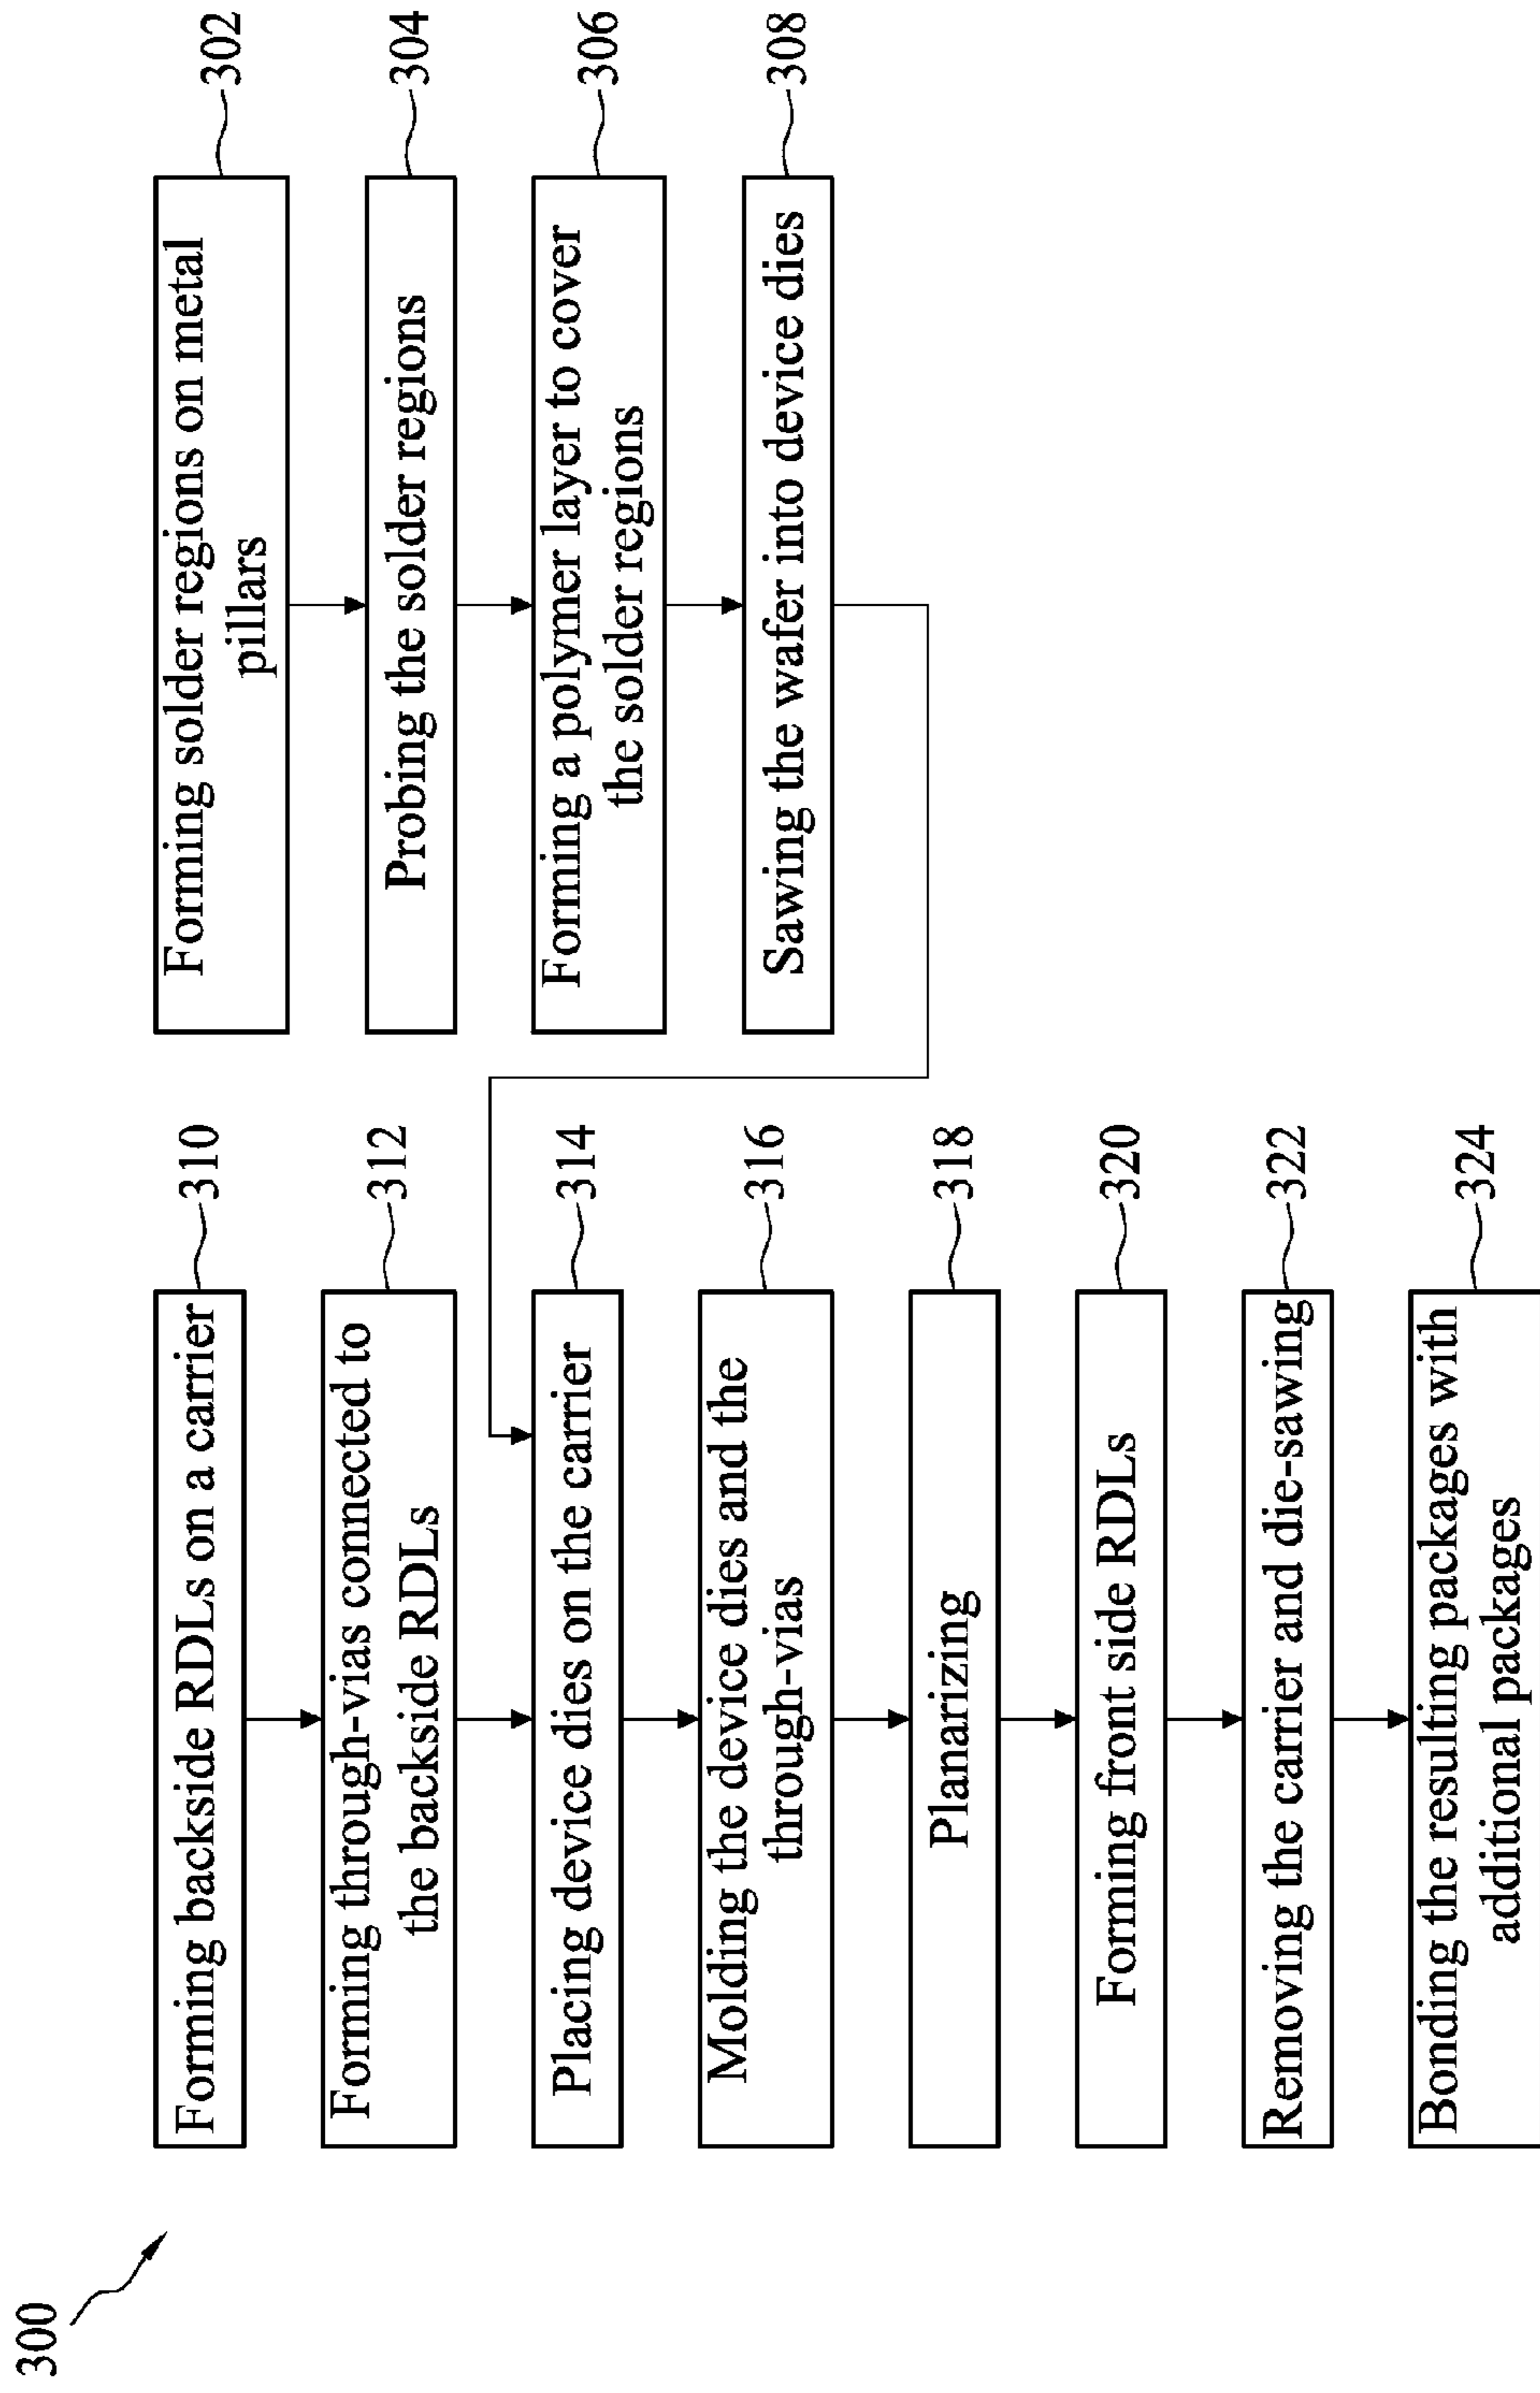 300
Forming backside RDLs on a carrier
310
Forming through-vias connected to
the backside RDLs
312
Placing device dies on the carrier
314
Molding the device dies and the
through-vias
316
Planarizing
318
Forming front side RDLs
320
Removing the carrier and die-sawing
322
Bonding the resulting packages with
additional packages
324
Forming solder regions on metal
pillars
302
Probing the solder regions
304
Forming a polymer layer to cover
the solder regions
306
Sawing the wafer into device dies
308